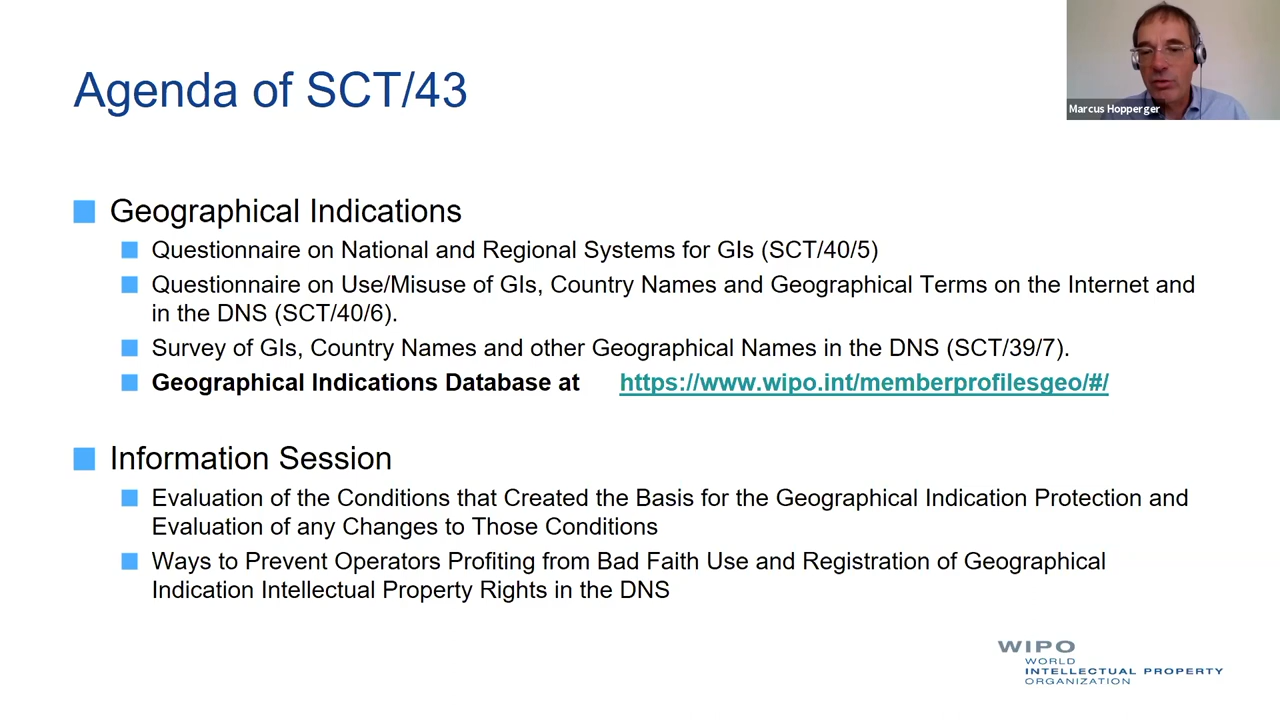 Agenda of SCT/43
Marcus Hopperger
Geographical Indications
Questionnaire on National and Regional Systems for GIs (SCT/40/5)
Questionnaire on Use/Misuse of GIs, Country Names and Geographical Terms on the Internet and
in the DNS (SCT/40/6).
Survey of GIs, Country Names and other Geographical Names in the DNS (SCT/39/7).
Geographical Indications Database at https://www.wipo.int/memberprofilesgeo/#/
Information Session
Evaluation of the Conditions that Created the Basis for the Geographical Indication Protection and
Evaluation of any Changes to Those Conditions
Ways to Prevent Operators Profiting from Bad Faith Use and Registration of Geographical
Indication Intellectual Property Rights in the DNS
WIPO
WORLD
INTELLECTUAL PROPERTY
ORGANIZATION